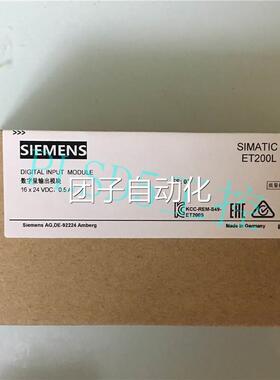 >>>
SIEMENS
SIMATIC
ET200L
DIGITAL INPUT MODULE
数字量输出模块
16 x 24 VDC, 0.5
团子自动化
KCC-REM-S49-
ET200S
EAC
Siemens AG,DE-92224 Amberg
Made in Germany